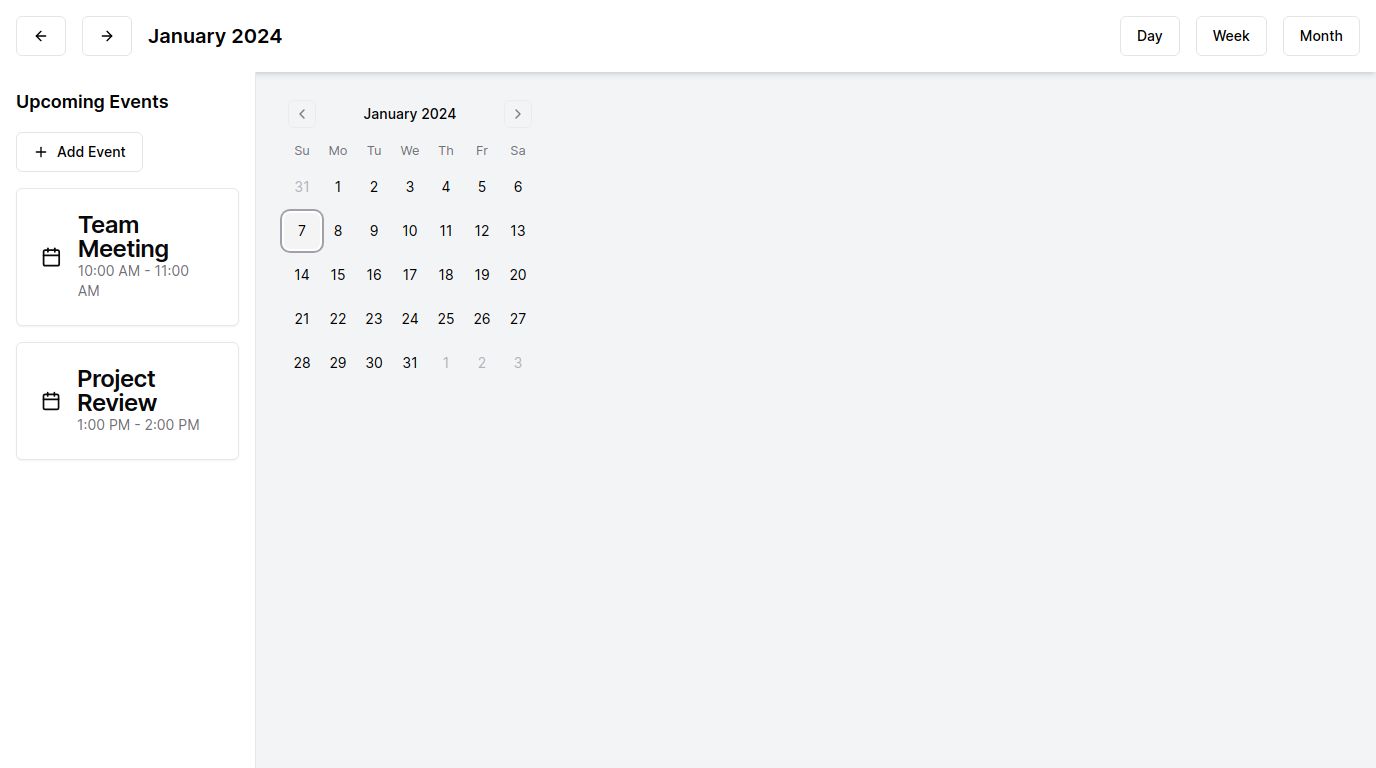 January 2024
Day Week Month
Upcoming Events
Add Event
Team
Meeting
10:00 AM - 11:00
AM
Project
Review
1:00 PM - 2:00 PM
January 2024
Su Mo Tu We Th Fr Sa
31 1 2 3 4 5 6
7 8 9 10 11 12 13
14 15 16 17 18 19 20
21 22 23 24 25 26 27
28 29 30 31 1 2 3